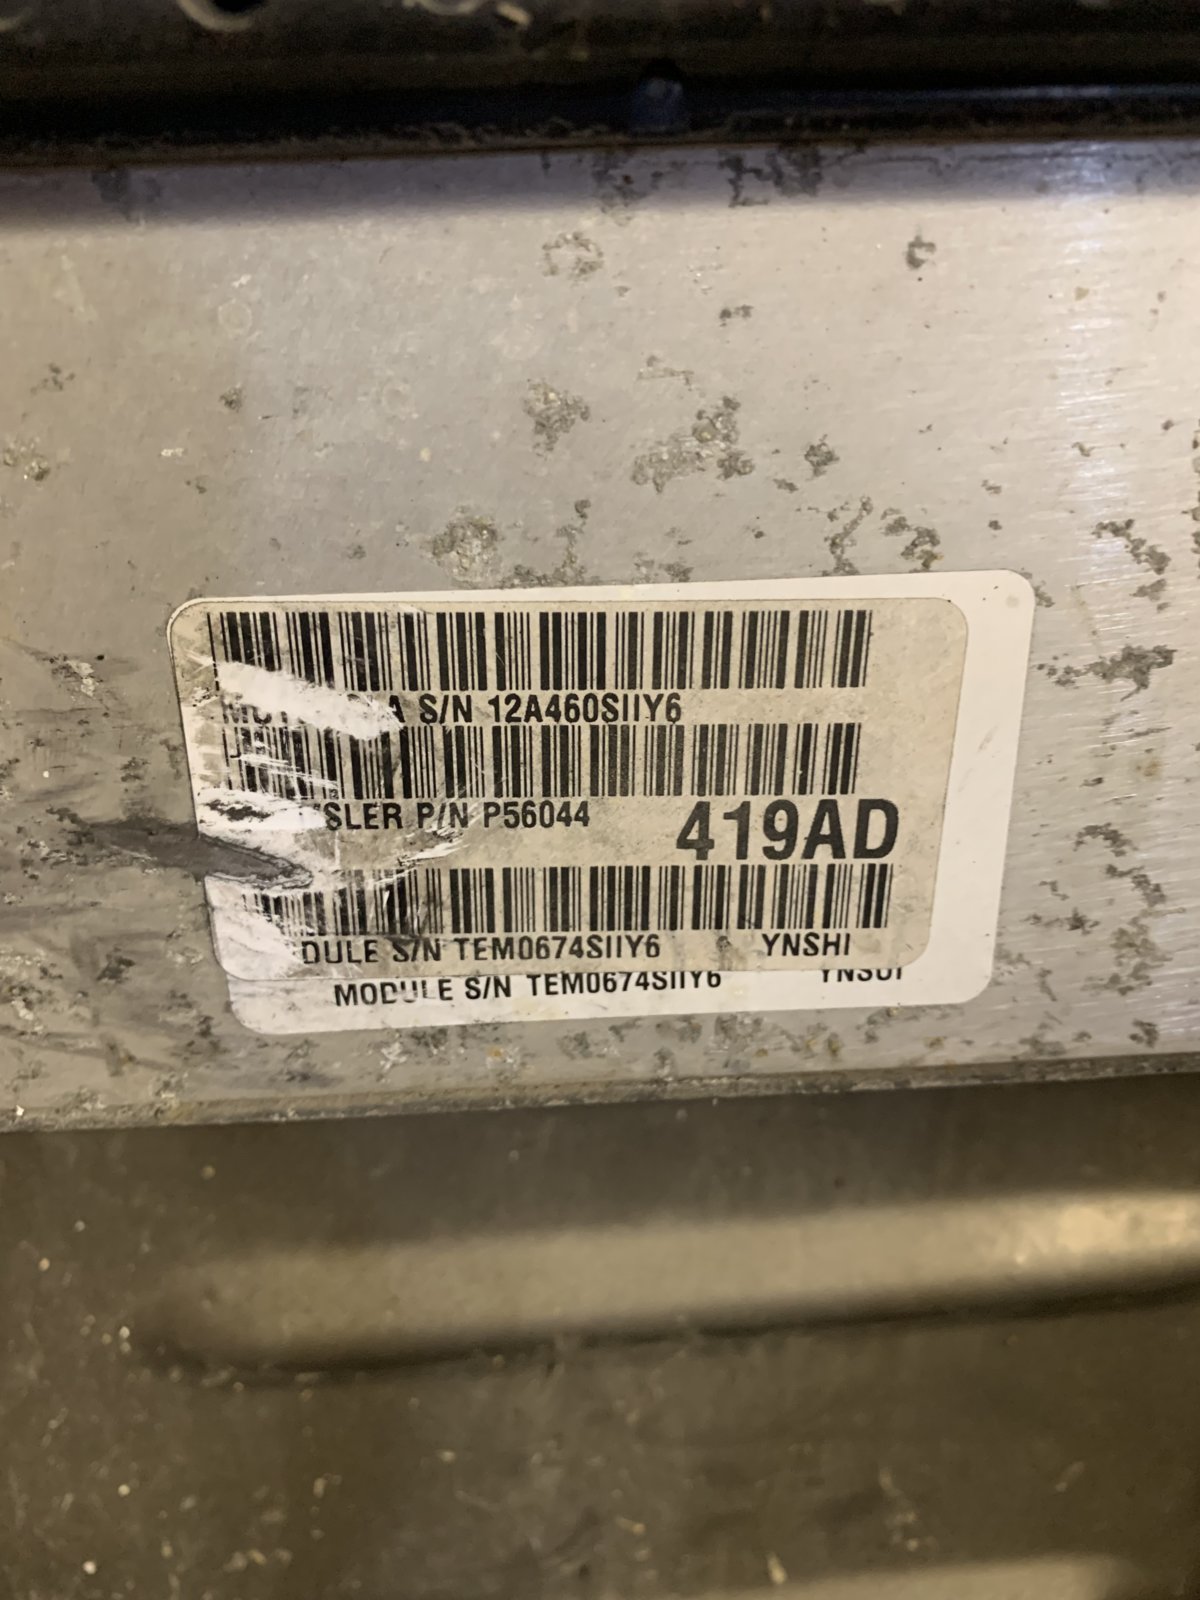 S/N 12A460SIIY6
SLER P/N P56044 419AD
DULE S/N TEM0674SIIY6 YNSHI
MODULE S/N TEM0674SIIY6